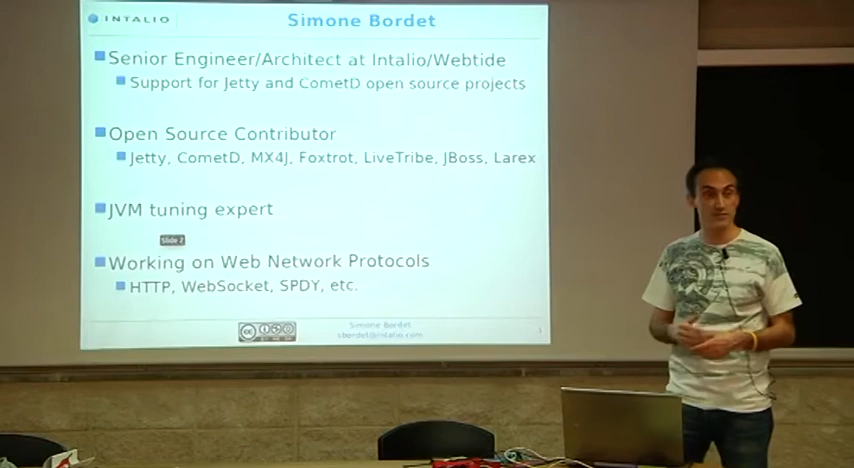 INTALIO
Simone Bordet
Senior Engineer/Architect at Intalio/Webtide
Support for Jetty and CometD open source projects
Open Source Contributor
Jetty, CometD, MX4J, Foxtrot, LiveTribe, JBoss, Larex
JVM tuning expert
Slide 2
Working on Web Network Protocols
HTTP, WebSocket, SPDY, etc.
Simone Bordet
sbordet@intalio.com